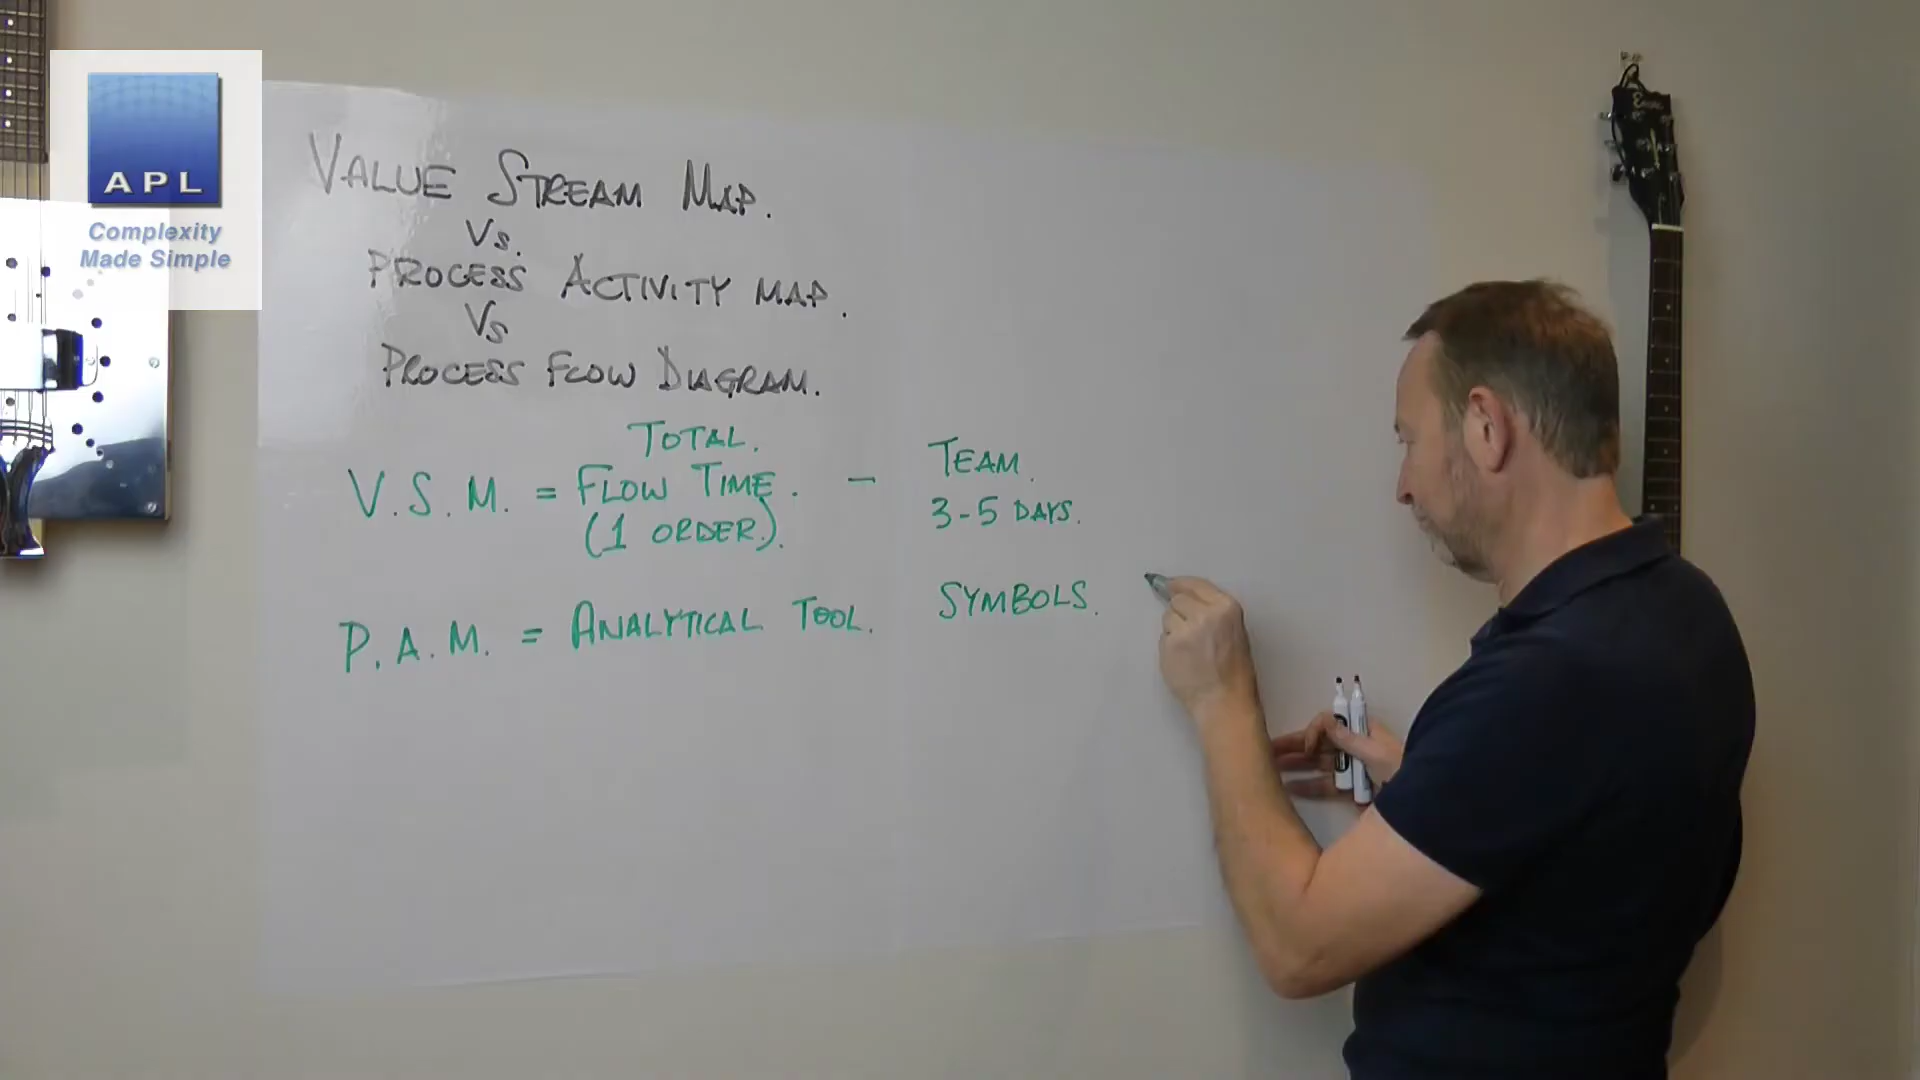 APL
Complexity
Made Simple
VALUE STREAM MAP.
Vs.
PROCESS ACTIVITY MAP.
Vs
PROCESS FLOW DIAGRAM.
TOTAL.
V.S.M. = FLOW TIME. - TEAM.
(1 ORDER). 3-5 DAYS.
P.A.M. = ANALYTICAL TOOL. SYMBOLS.